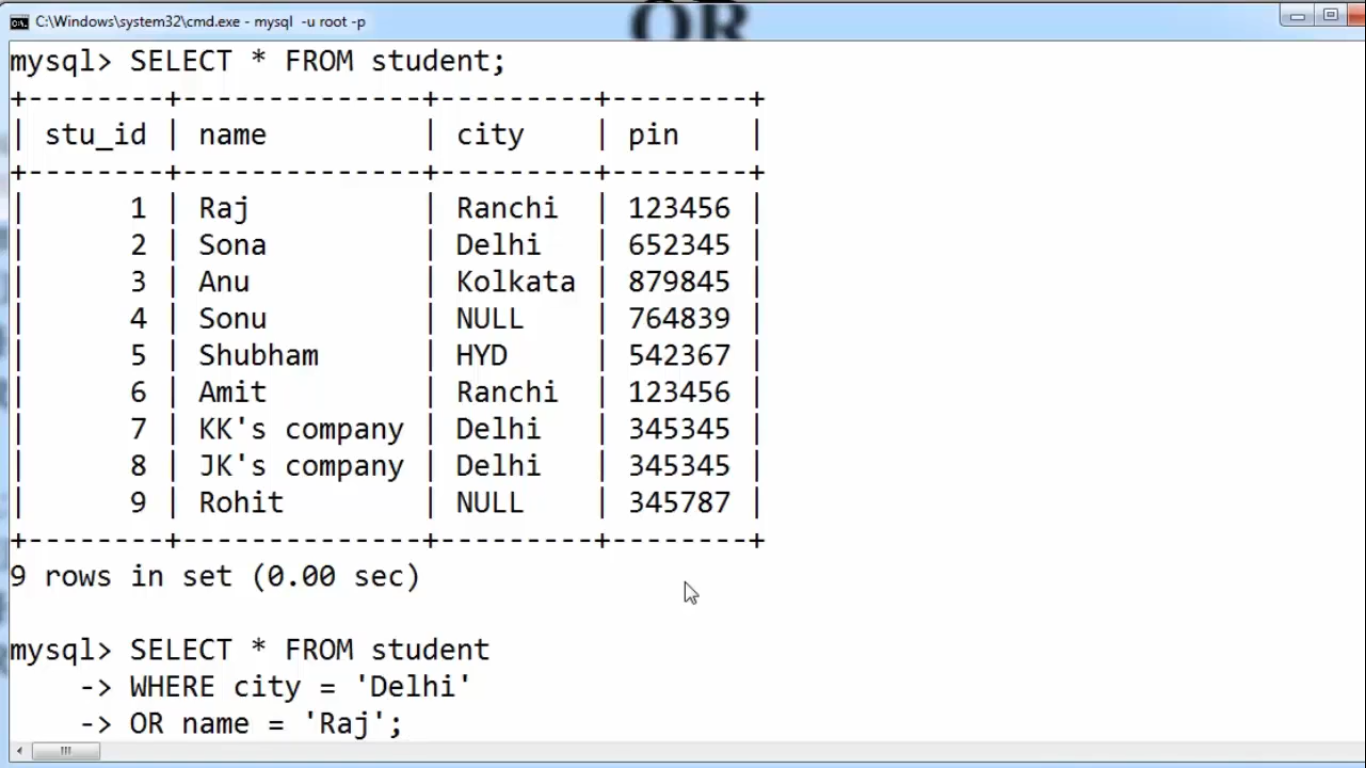 OR
C:\Windows\system32\cmd.exe - mysql  -u root -p
mysql> SELECT * FROM student;
+--------+--------------+---------+--------+
| stu_id | name         | city    | pin    |
+--------+--------------+---------+--------+
|      1 | Raj          | Ranchi  | 123456 |
|      2 | Sona         | Delhi   | 652345 |
|      3 | Anu          | Kolkata | 879845 |
|      4 | Sonu         | NULL    | 764839 |
|      5 | Shubham      | HYD     | 542367 |
|      6 | Amit         | Ranchi  | 123456 |
|      7 | KK's company | Delhi   | 345345 |
|      8 | JK's company | Delhi   | 345345 |
|      9 | Rohit        | NULL    | 345787 |
+--------+--------------+---------+--------+
9 rows in set (0.00 sec)
mysql> SELECT * FROM student
    -> WHERE city = 'Delhi'
    -> OR name = 'Raj';